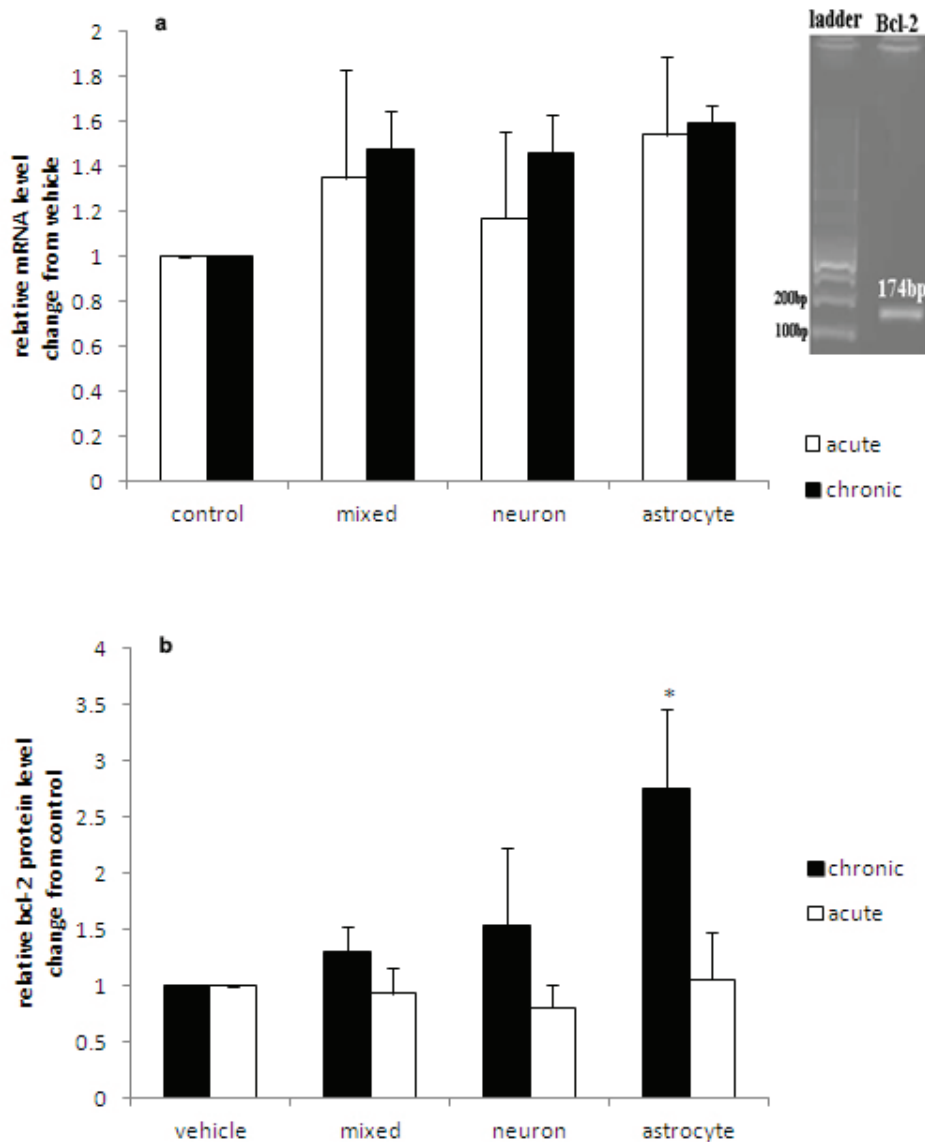 a
relative mRNA level
change from vehicle
2
1.8
1.6
1.4
1.2
1
0.8
0.6
0.4
0.2
0
control mixed neuron astrocyte
ladder Bcl-2
174bp
200bp
100bp
acute
chronic
b
relative bcl-2 protein level
change from control
4
3.5
3
2.5
2
1.5
1
0.5
0
*
vehicle mixed neuron astrocyte
chronic
acute